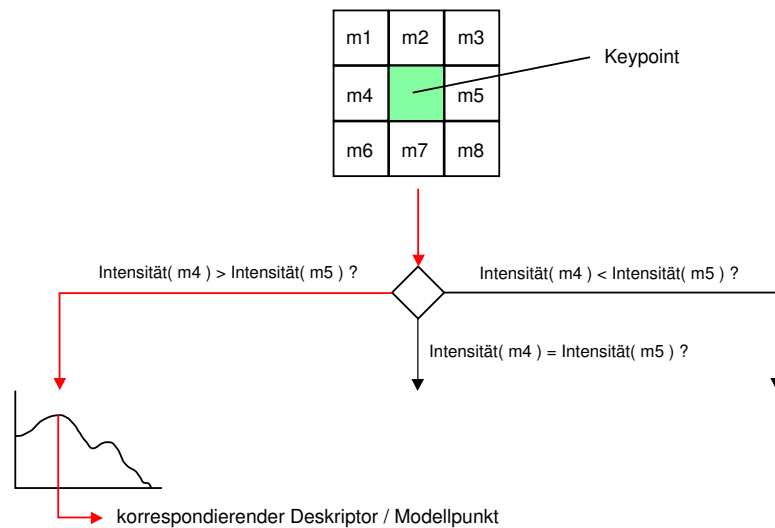 m1 m2 m3
Keypoint
m4 m5
m6 m7 m8
Intensität( m4 ) > Intensität( m5 ) ?
Intensität( m4 ) < Intensität( m5 ) ?
Intensität( m4 ) = Intensität( m5 ) ?
korrespondierender Deskriptor / Modellpunkt